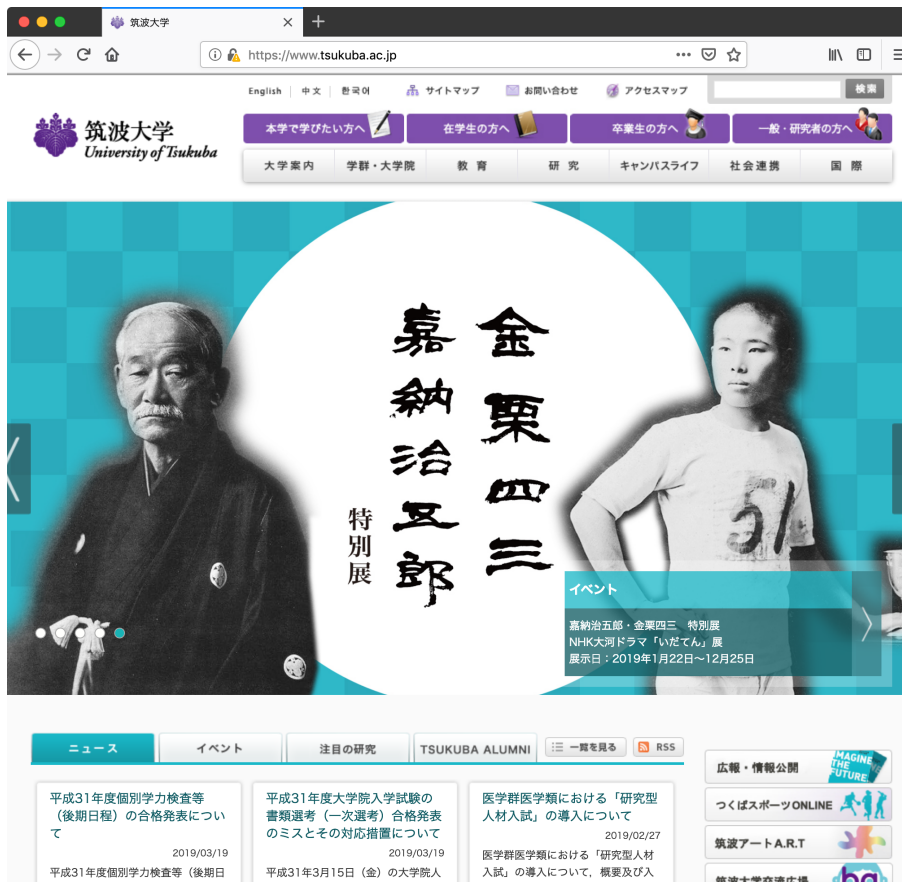 筑波大学
https://www.tsukuba.ac.jp
English 中文 한국어 サイトマップ お問い合わせ アクセスマップ 検索
筑波大学
University of Tsukuba
本学で学びたい方へ 在学生の方へ 卒業生の方へ 一般・研究者の方へ
大学案内 学群・大学院 教育 研究 キャンパスライフ 社会連携 国際
金栗四三
嘉納治五郎
特別展
51
イベント
嘉納治五郎・金栗四三 特別展
NHK大河ドラマ「いだてん」展
展示日：2019年1月22日～12月25日
ニュース イベント 注目の研究 TSUKUBA ALUMNI 一覧を見る RSS
平成31年度個別学力検査等
（後期日程）の合格発表につい
て
2019/03/19
平成31年度個別学力検査等（後期日
平成31年度大学院入学試験の
書類選考（一次選考）合格発表
のミスとその対応措置について
2019/03/19
平成31年3月15日（金）の大学院人
医学群医学類における「研究型
人材入試」の導入について
2019/02/27
医学群医学類における「研究型人材
入試」の導入について，概要及び入
広報・情報公開
IMAGINE
THE
FUTURE.
つくばスポーツONLINE
筑波アートA.R.T
筑波大学交流広場